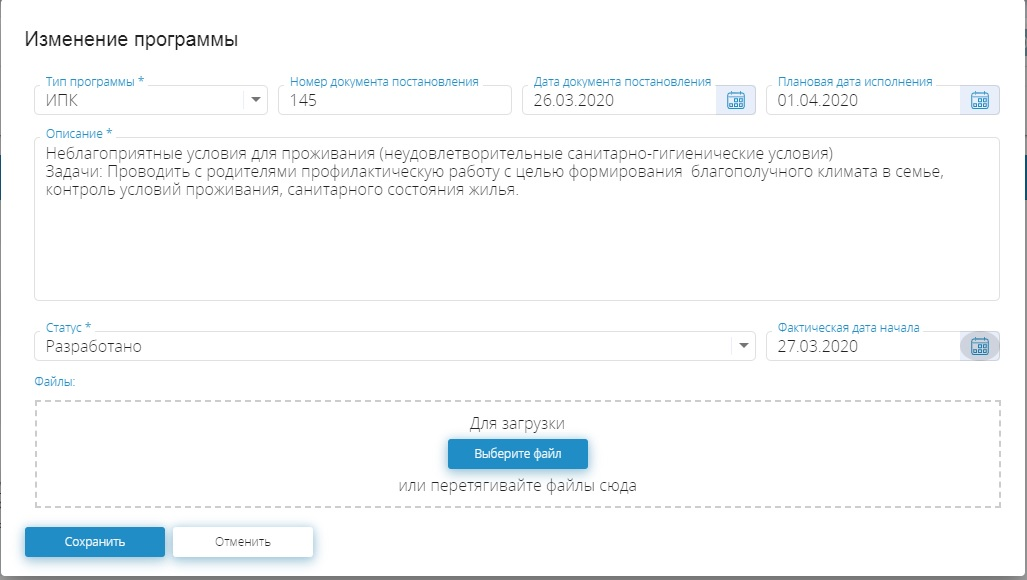 Изменение программы
Тип программы *
ИПК
Номер документа постановления
145
Дата документа постановления
26.03.2020
Плановая дата исполнения
01.04.2020
Описание *
Неблагоприятные условия для проживания (неудовлетворительные санитарно-гигиенические условия)
Задачи: Проводить с родителями профилактическую работу с целью формирования  благополучного климата в семье,
контроль условий проживания, санитарного состояния жилья.
Статус *
Разработано
Фактическая дата начала
27.03.2020
Файлы:
Для загрузки
Выберите файл
или перетягивайте файлы сюда
Сохранить
Отменить